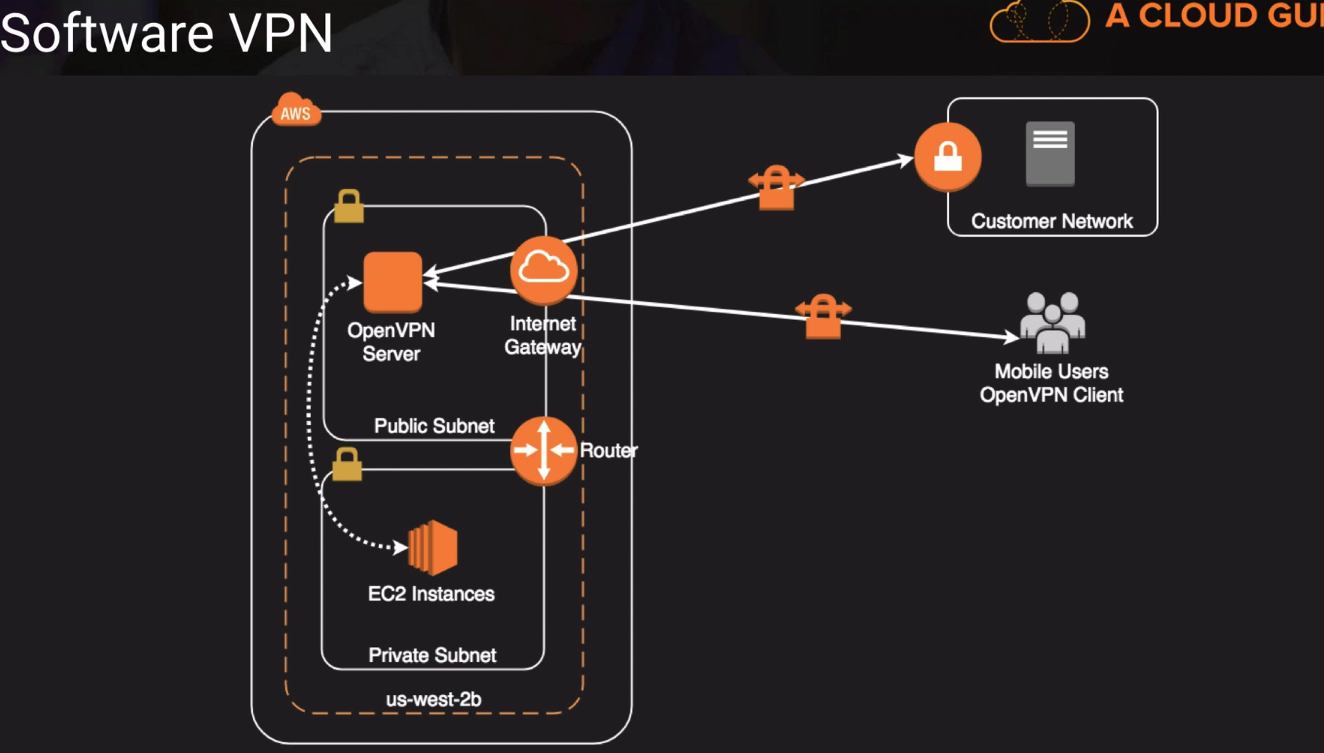 Software VPN
A CLOUD GU
AWS
Customer Network
OpenVPN
Server
Internet
Gateway
Mobile Users
OpenVPN Client
Public Subnet
Router
EC2 Instances
Private Subnet
us-west-2b